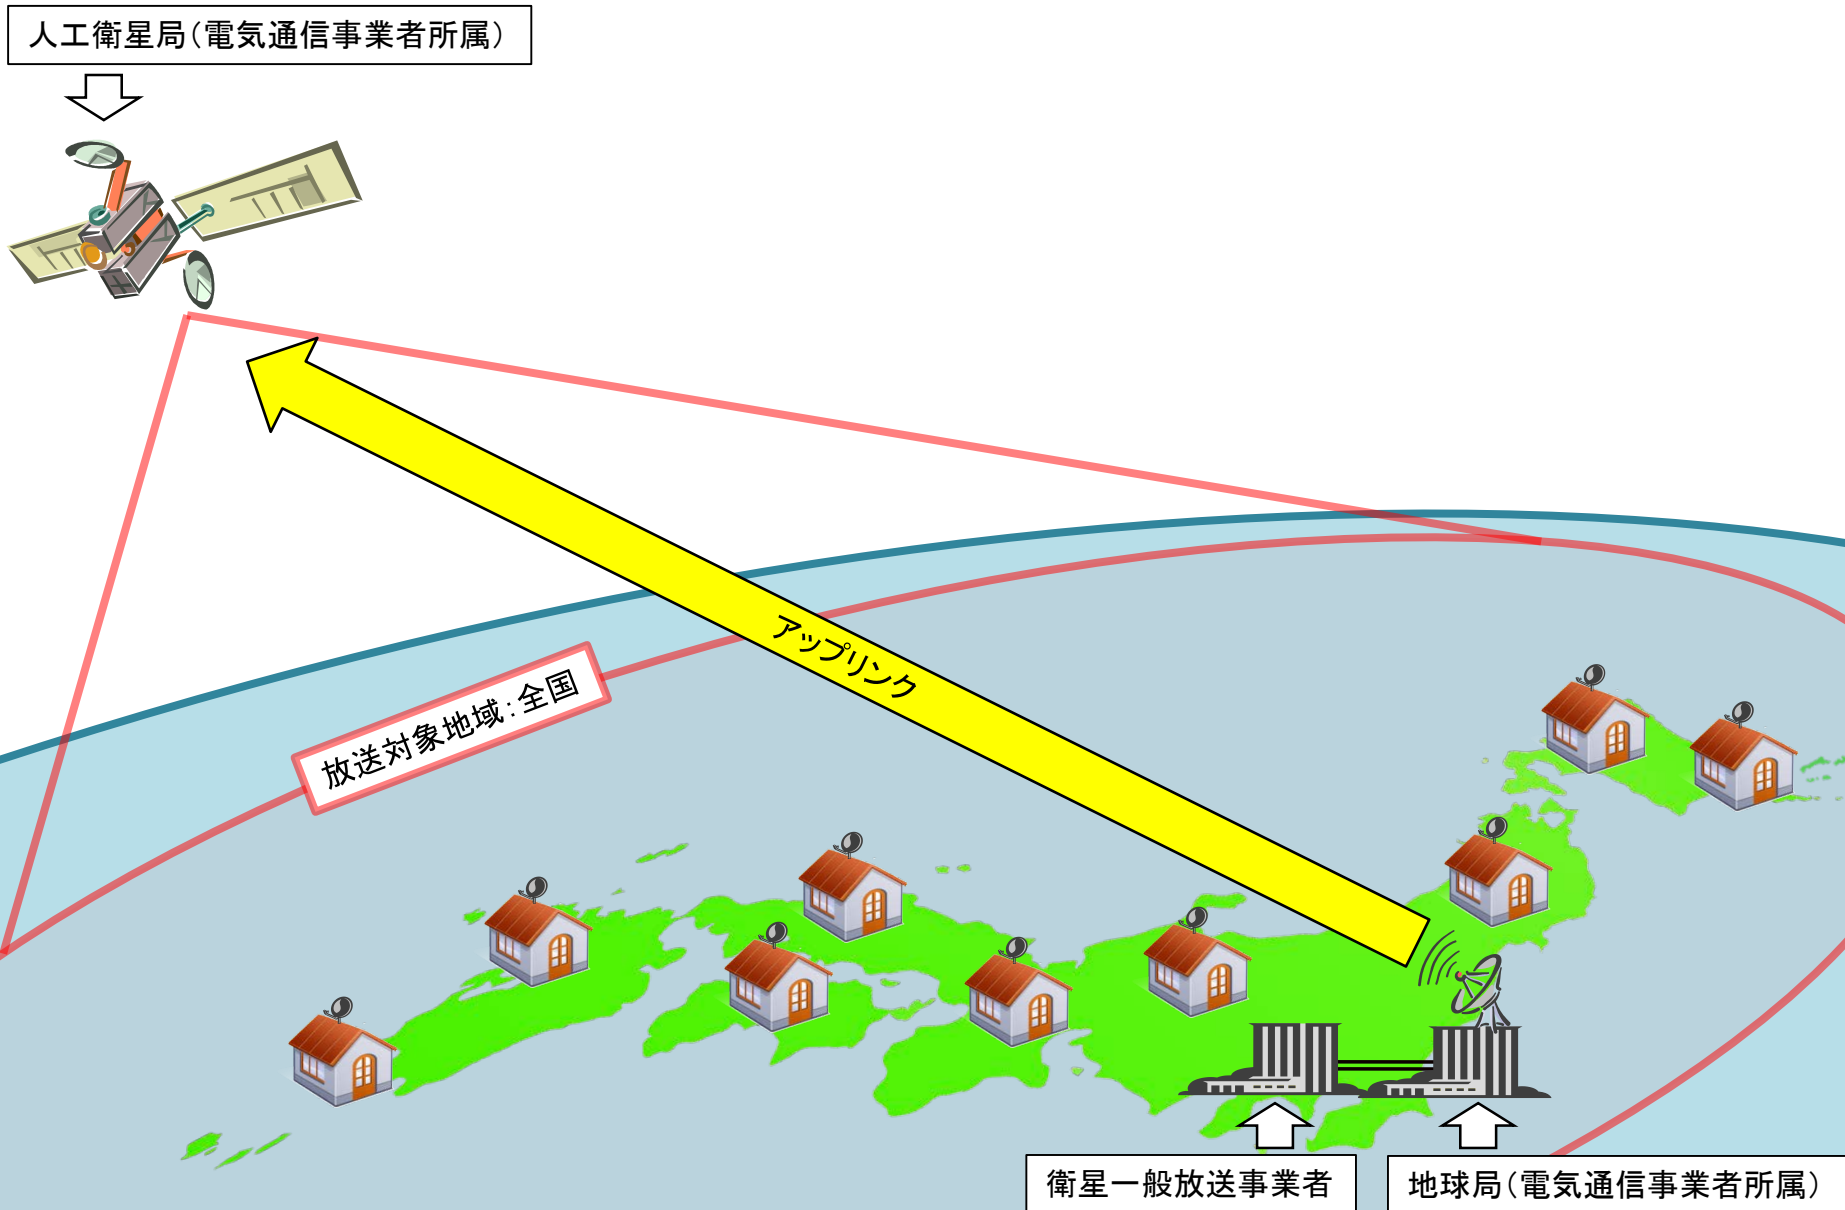 人工衛星局（電気通信事業者所属）
アップリンク
放送対象地域：全国
衛星一般放送事業者
地球局（電気通信事業者所属）